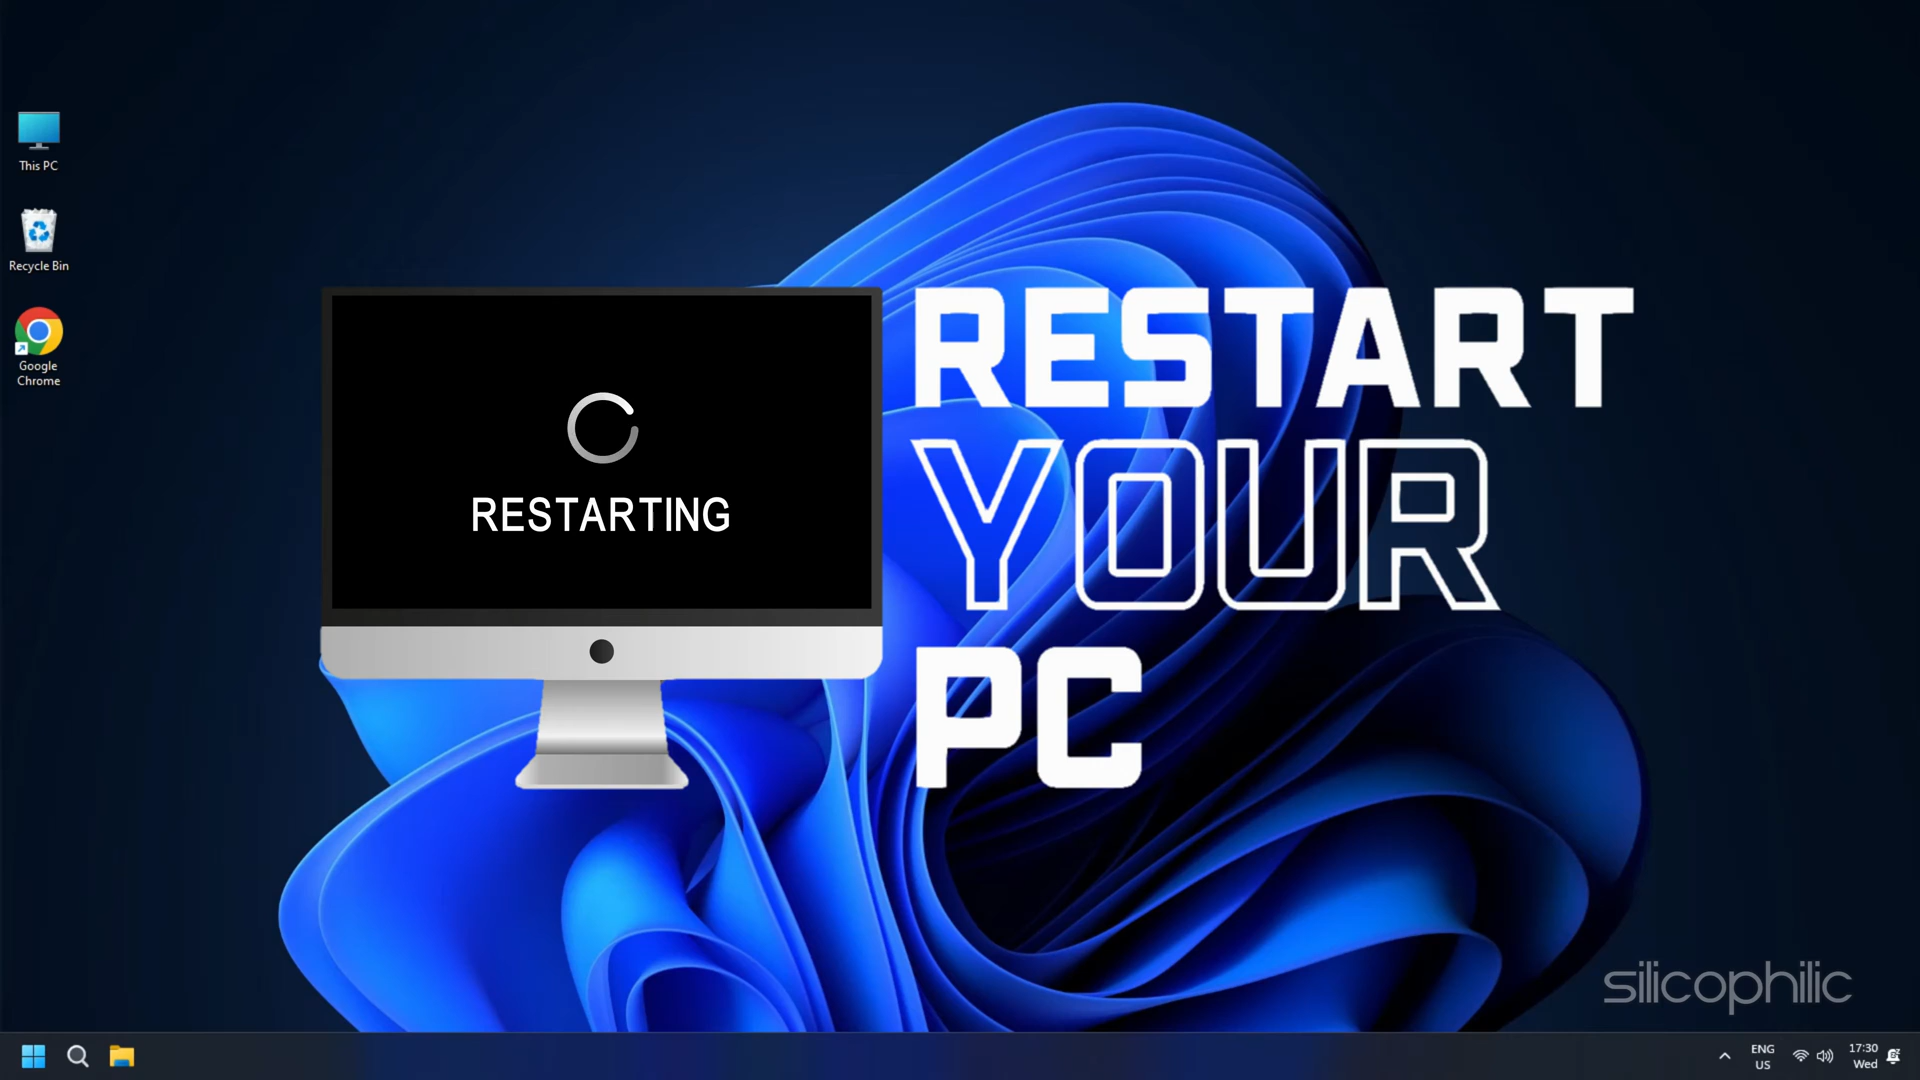 This PC
Recycle Bin
Google
Chrome
RESTARTING
RESTART
YOUR
PC
silicophilic
ENG
US
17:30
Wed